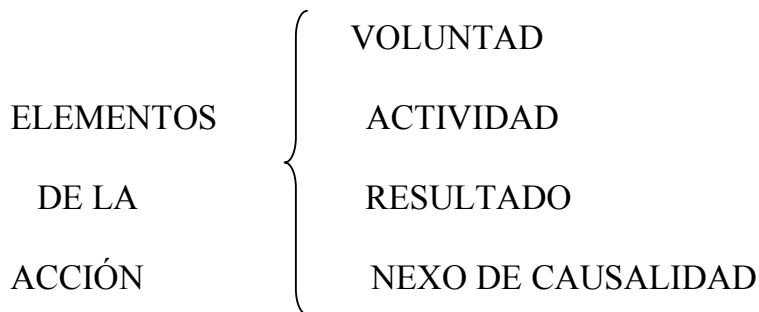 VOLUNTAD
ELEMENTOS ACTIVIDAD
DE LA RESULTADO
ACCIÓN NEXO DE CAUSALIDAD